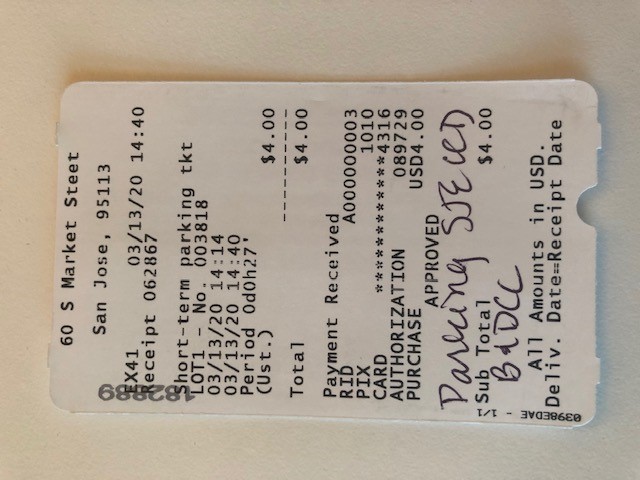 60 S Market Steet
San Jose, 95113
EX41 03/13/20 14:40
Receipt 062867
Short-term parking tkt
LOT1 - No. 003818
03/13/20 14:14
03/13/20 14:40
Period 0d0h27'
(Ust.) $4.00
------------
Total $4.00
Payment Received
RID A000000003
PIX 1010
CARD ************4316
AUTHORIZATION 089729
PURCHASE USD4.00
APPROVED
Parking
Sub Total $4.00
All Amounts in USD.
Deliv. Date=Receipt Date
0398EDAE - 1/1
182889